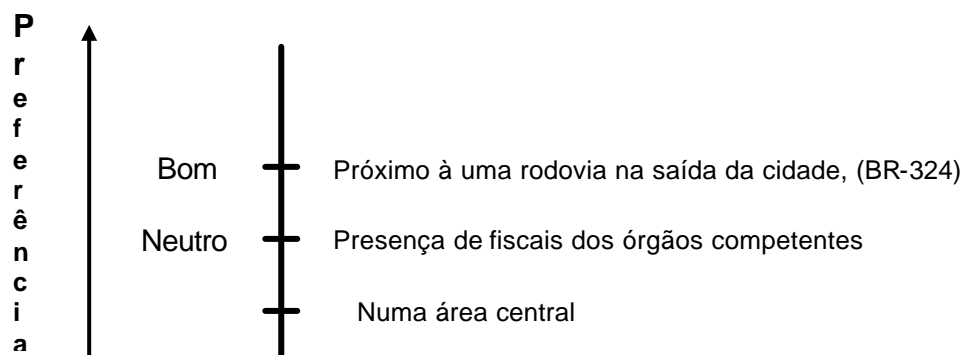 Preferência
Bom Próximo à uma rodovia na saída da cidade, (BR-324)
Neutro Presença de fiscais dos órgãos competentes
Numa área central